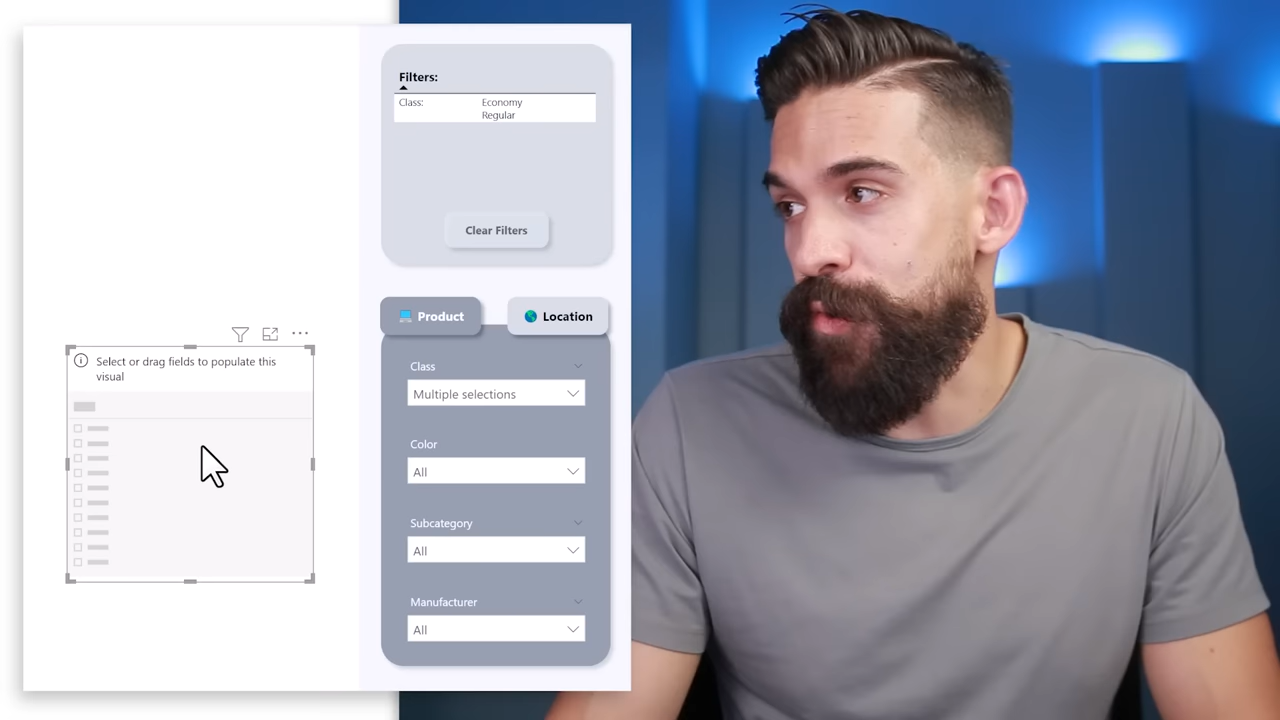 Filters:
Class: Economy
Regular
Clear Filters
Product
Location
Select or drag fields to populate this
visual
Class
Multiple selections
Color
All
Subcategory
All
Manufacturer
All